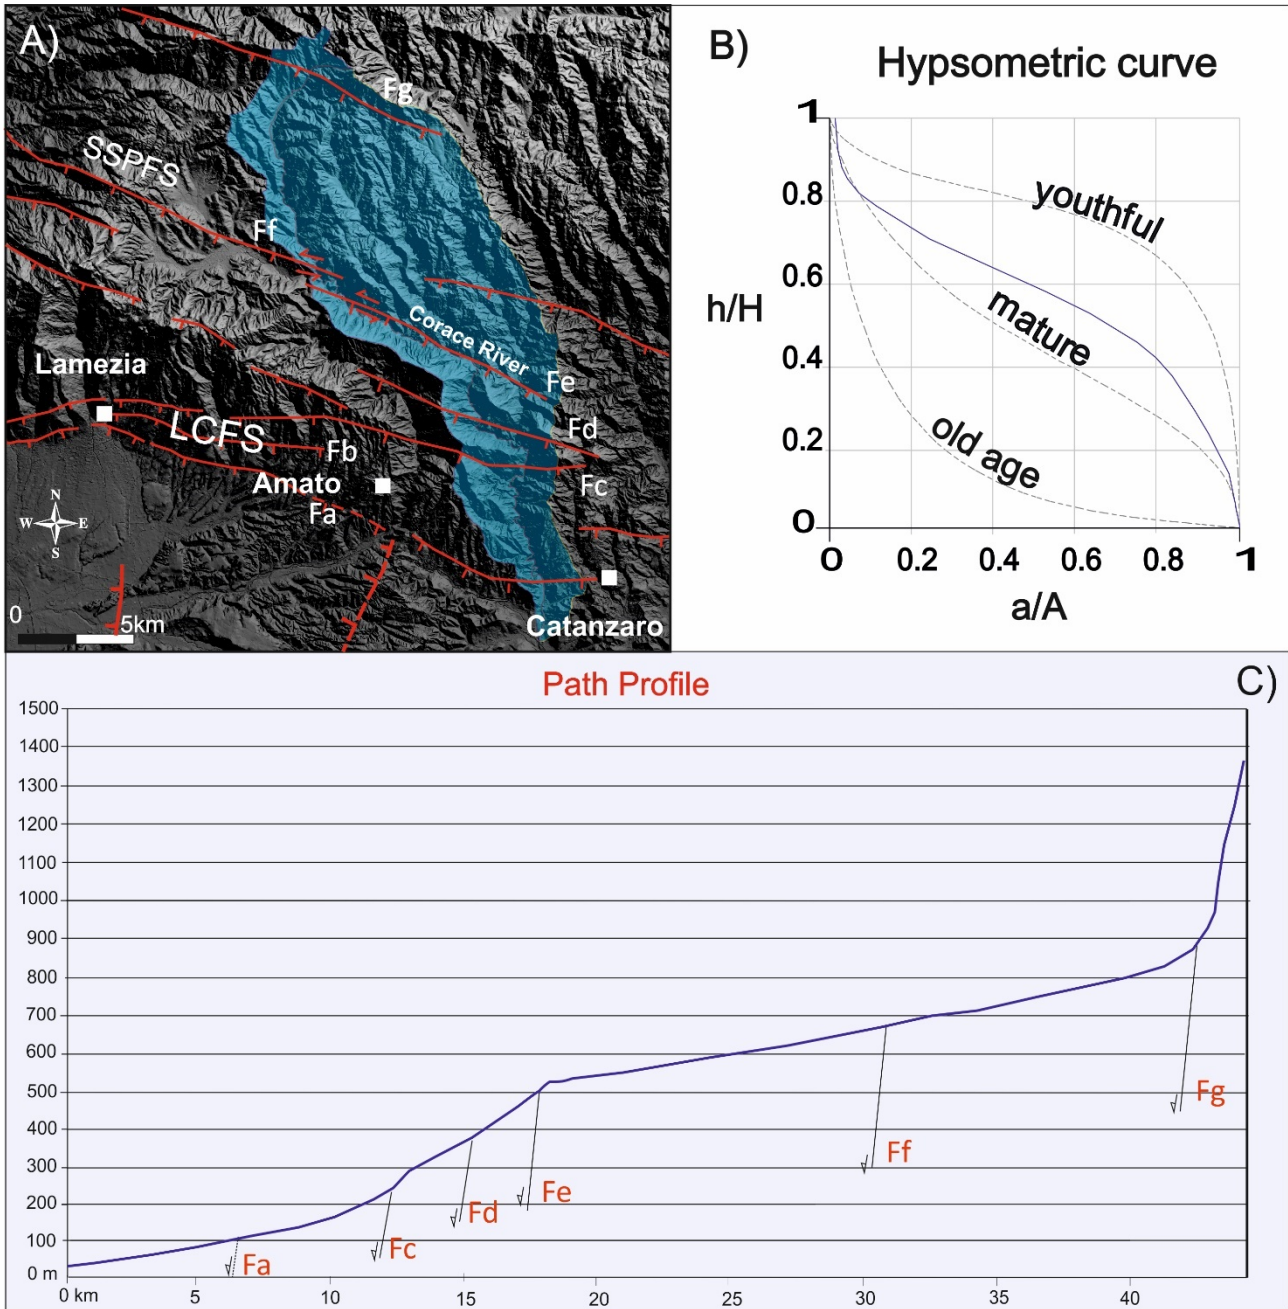 A)
Fg
SSPFS
Ff
Corace River
Lamezia
Fe
LCFS
Fd
Fb
Fc
Amato
Fa
N
W E
S
0
5km
Catanzaro
B)
Hypsometric curve
1
0.8
0.6
h/H
0.4
0.2
0
youthful
mature
old age
0 0.2 0.4 0.6 0.8 1
a/A
C)
Path Profile
1500
1400
1300
1200
1100
1000
900
800
700
600
500
400
300
200
100
0 m
Fa
Fc
Fd
Fe
Ff
Fg
0 km 5 10 15 20 25 30 35 40